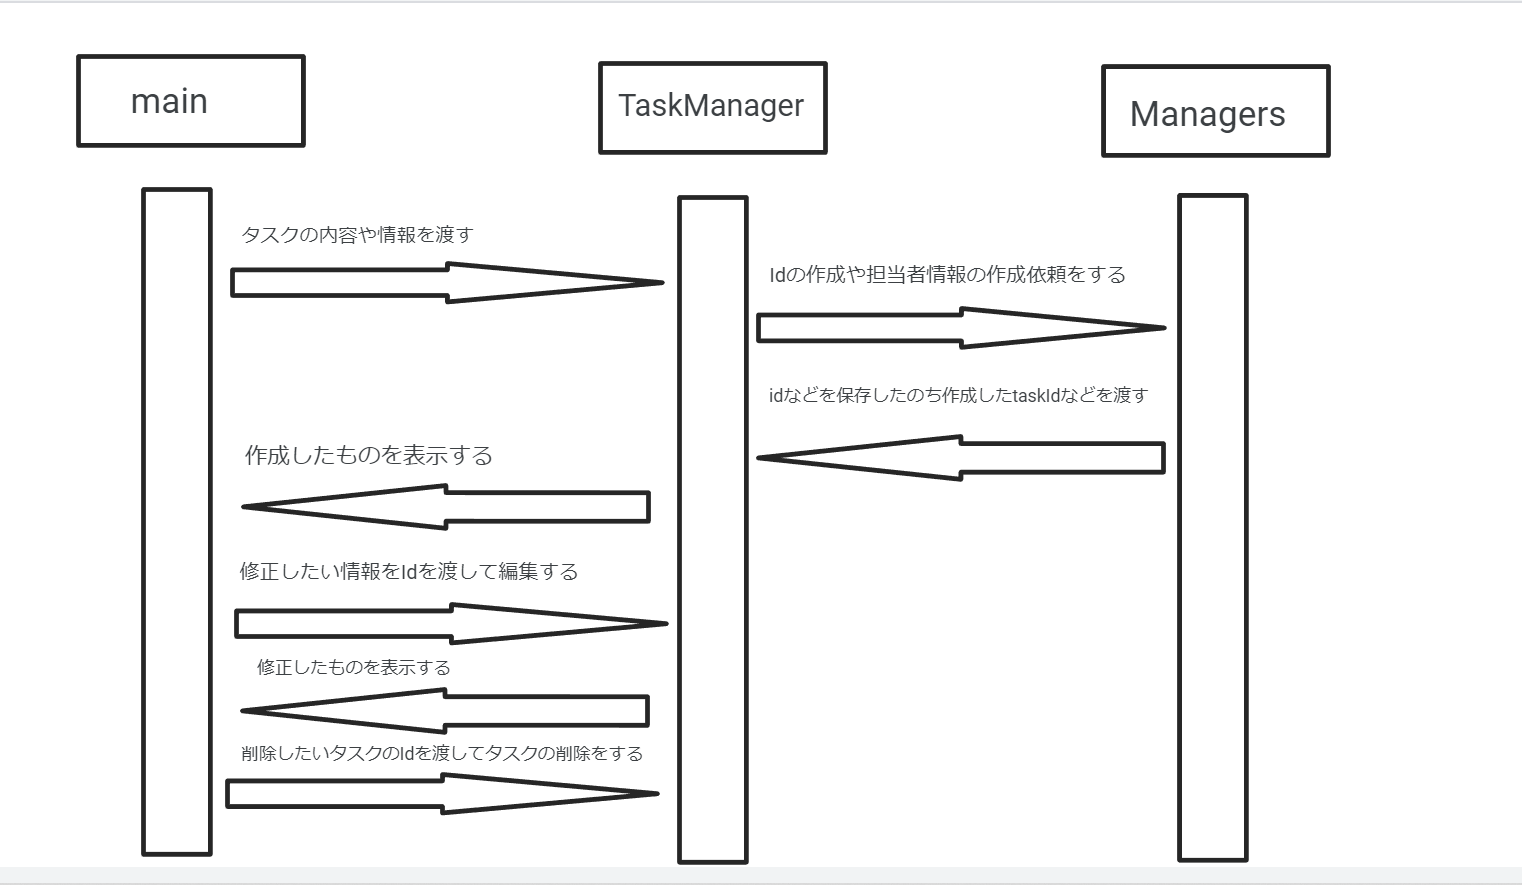 main
TaskManager
Managers
タスクの内容や情報を渡す
Idの作成や担当者情報の作成依頼をする
idなどを保存したのち作成したtaskIdなどを渡す
作成したものを表示する
修正したい情報をIdを渡して編集する
修正したものを表示する
削除したいタスクのIdを渡してタスクの削除をする